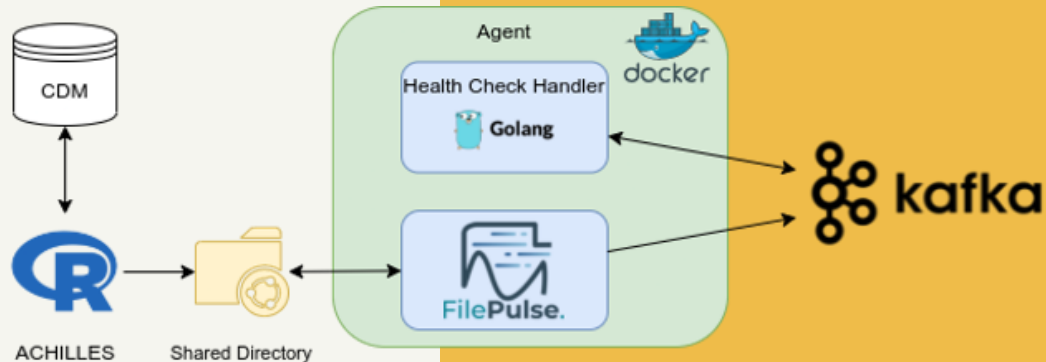 Agent
docker
CDM
Health Check Handler
Golang
kafka
FilePulse.
ACHILLES
Shared Directory